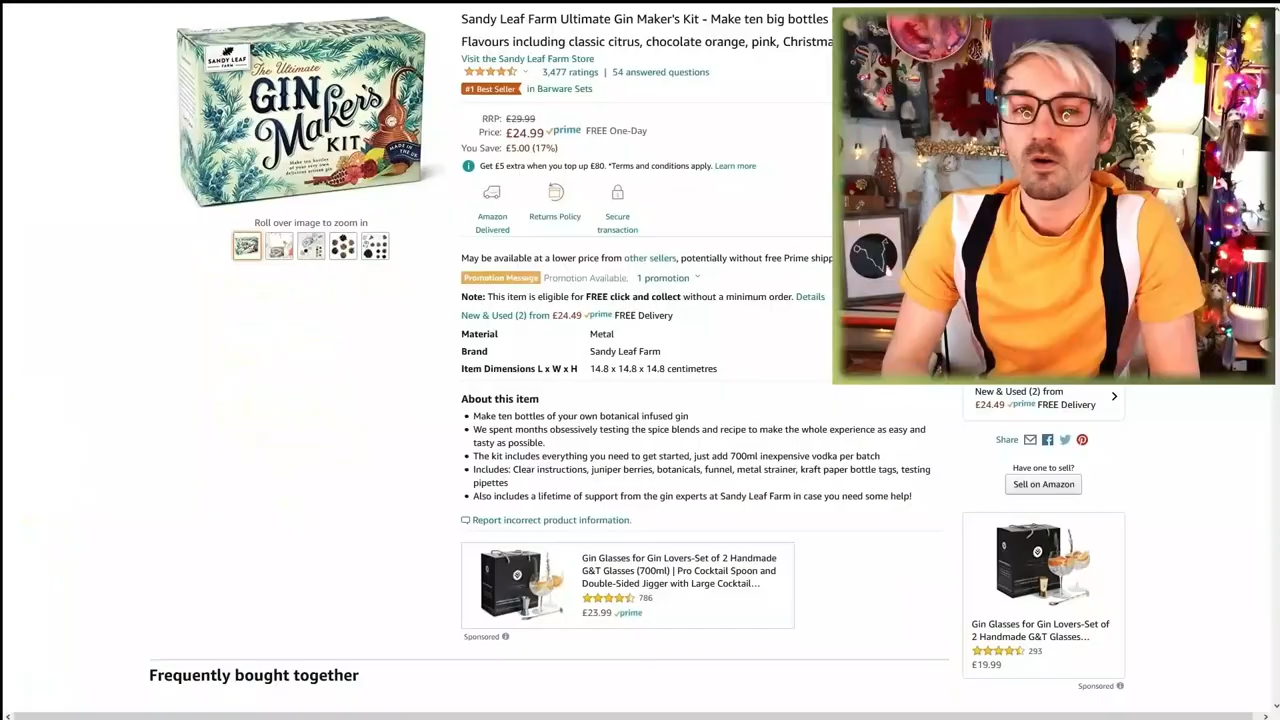 SANDY LEAF
FARM
The Ultimate
GIN
Maker's
KIT
Make ten bottles
of your very own
delicious artisan gin
MADE IN
THE UK
Roll over image to zoom in
Sandy Leaf Farm Ultimate Gin Maker's Kit - Make ten big bottles
Flavours including classic citrus, chocolate orange, pink, Christma
Visit the Sandy Leaf Farm Store
3,477 ratings | 54 answered questions
#1 Best Seller in Barware Sets
RRP: £29.99
Price: £24.99 prime FREE One-Day
You Save: £5.00 (17%)
Get £5 extra when you top up £80. *Terms and conditions apply. Learn more
Amazon Delivered
Returns Policy
Secure transaction
May be available at a lower price from other sellers, potentially without free Prime shipp
Promotion Message Promotion Available. 1 promotion
Note: This item is eligible for FREE click and collect without a minimum order. Details
New & Used (2) from £24.49 prime FREE Delivery
Material Metal
Brand Sandy Leaf Farm
Item Dimensions L x W x H 14.8 x 14.8 x 14.8 centimetres
About this item
• Make ten bottles of your own botanical infused gin
• We spent months obsessively testing the spice blends and recipe to make the whole experience as easy and
tasty as possible.
• The kit includes everything you need to get started, just add 700ml inexpensive vodka per batch
• Includes: Clear instructions, juniper berries, botanicals, funnel, metal strainer, kraft paper bottle tags, testing
pipettes
• Also includes a lifetime of support from the gin experts at Sandy Leaf Farm in case you need some help!
Report incorrect product information.
Gin Glasses for Gin Lovers-Set of 2 Handmade
G&T Glasses (700ml) | Pro Cocktail Spoon and
Double-Sided Jigger with Large Cocktail...
786
£23.99 prime
Sponsored
New & Used (2) from
£24.49 prime FREE Delivery
Share
Have one to sell?
Sell on Amazon
Gin Glasses for Gin Lovers-Set of
2 Handmade G&T Glasses...
293
£19.99
Sponsored
Frequently bought together